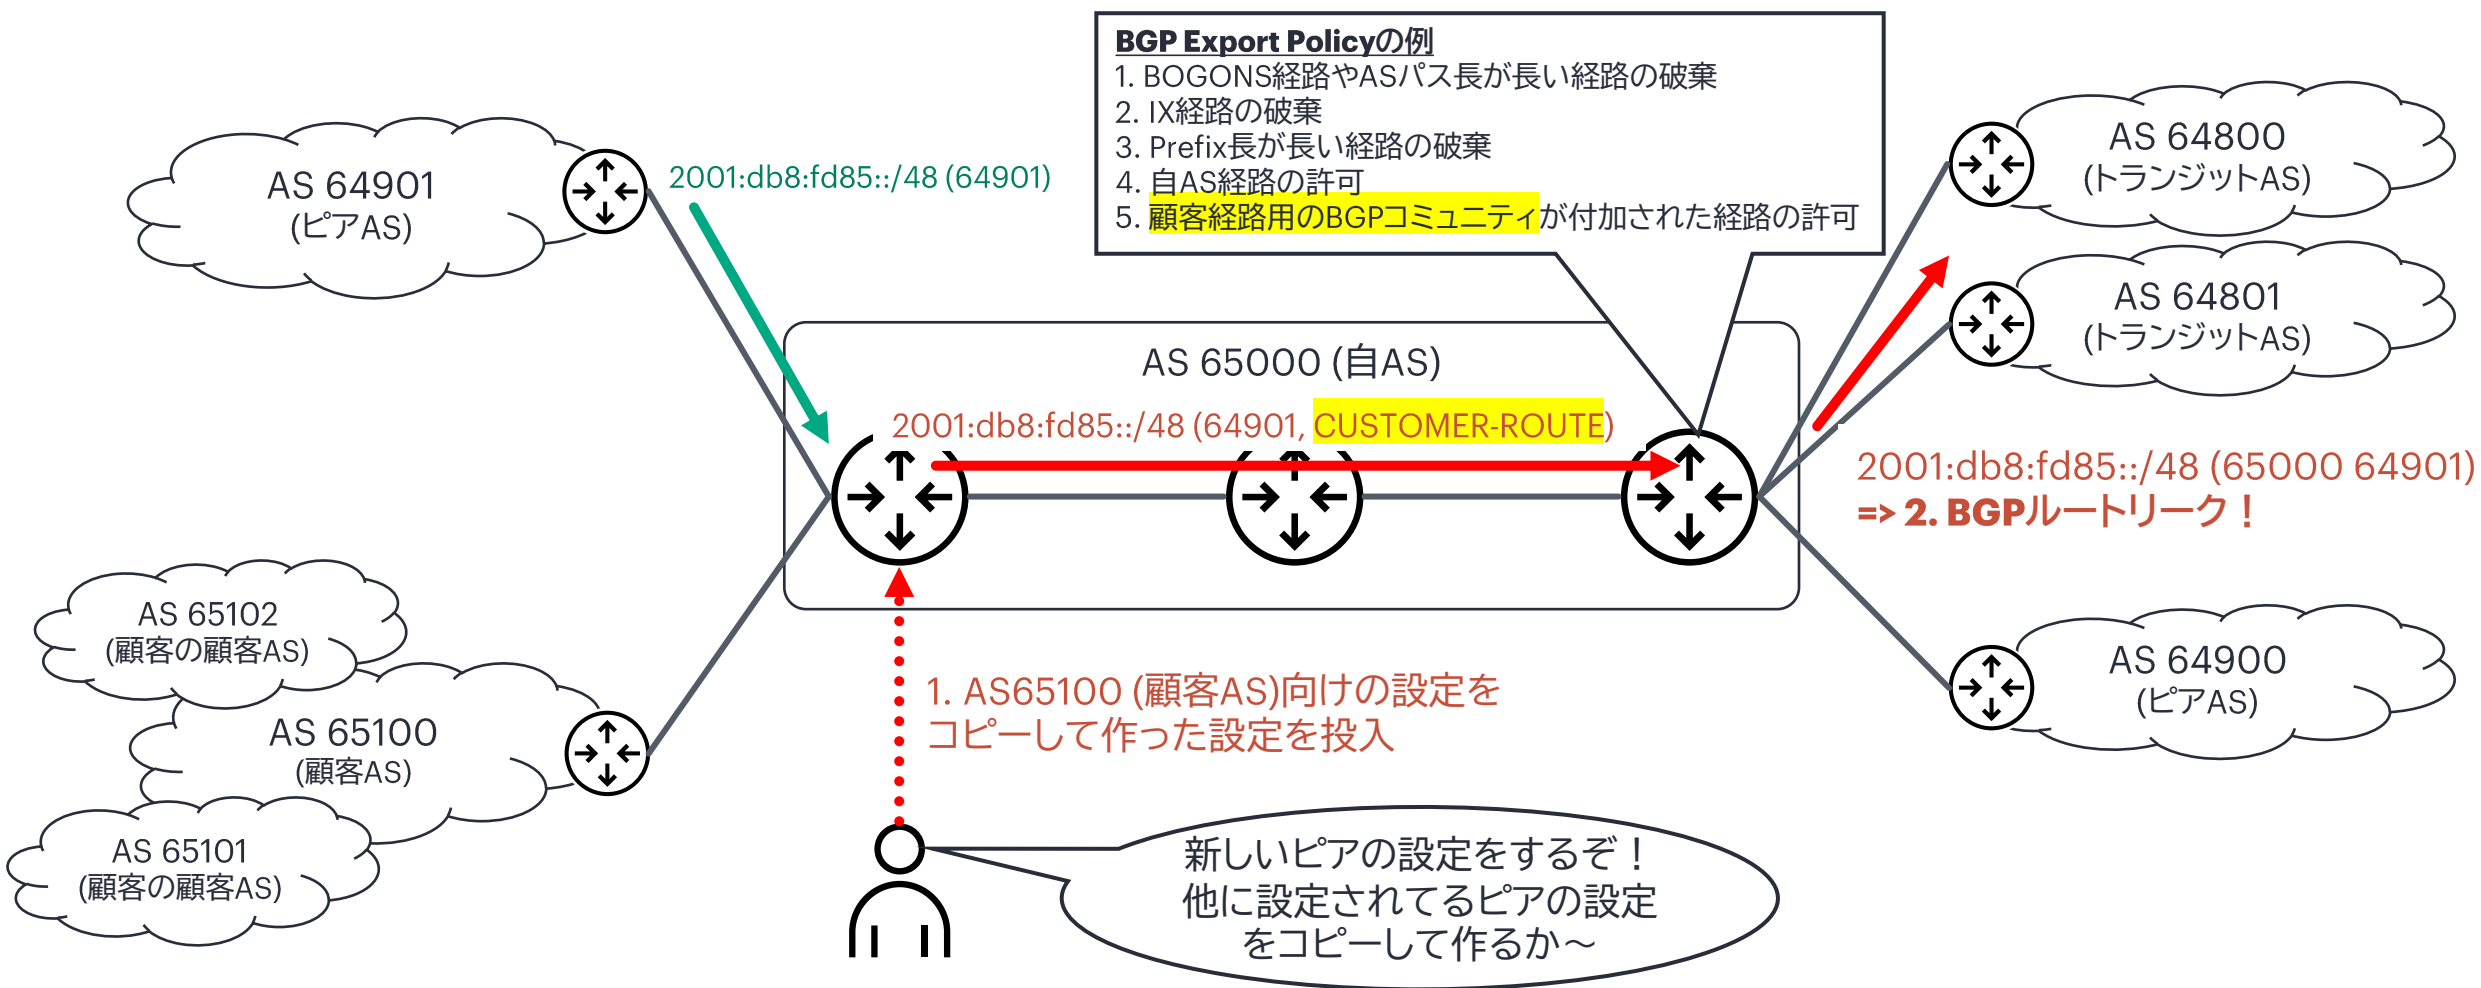 BGP Export Policyの例
1. BOGONS経路やASパス長が長い経路の破棄
2. IX経路の破棄
3. Prefix長が長い経路の破棄
4. 自AS経路の許可
5. 顧客経路用のBGPコミュニティが付加された経路の許可
AS 64901
(ピアAS)
2001:db8:fd85::/48 (64901)
AS 64800
(トランジットAS)
AS 64801
(トランジットAS)
AS 65000 (自AS)
2001:db8:fd85::/48 (64901, CUSTOMER-ROUTE)
2001:db8:fd85::/48 (65000 64901)
=> 2. BGPルートリーク！
AS 65102
(顧客の顧客AS)
AS 65100
(顧客AS)
AS 65101
(顧客の顧客AS)
1. AS65100 (顧客AS)向けの設定を
コピーして作った設定を投入
AS 64900
(ピアAS)
新しいピアの設定をするぞ！
他に設定されてるピアの設定
をコピーして作るか～